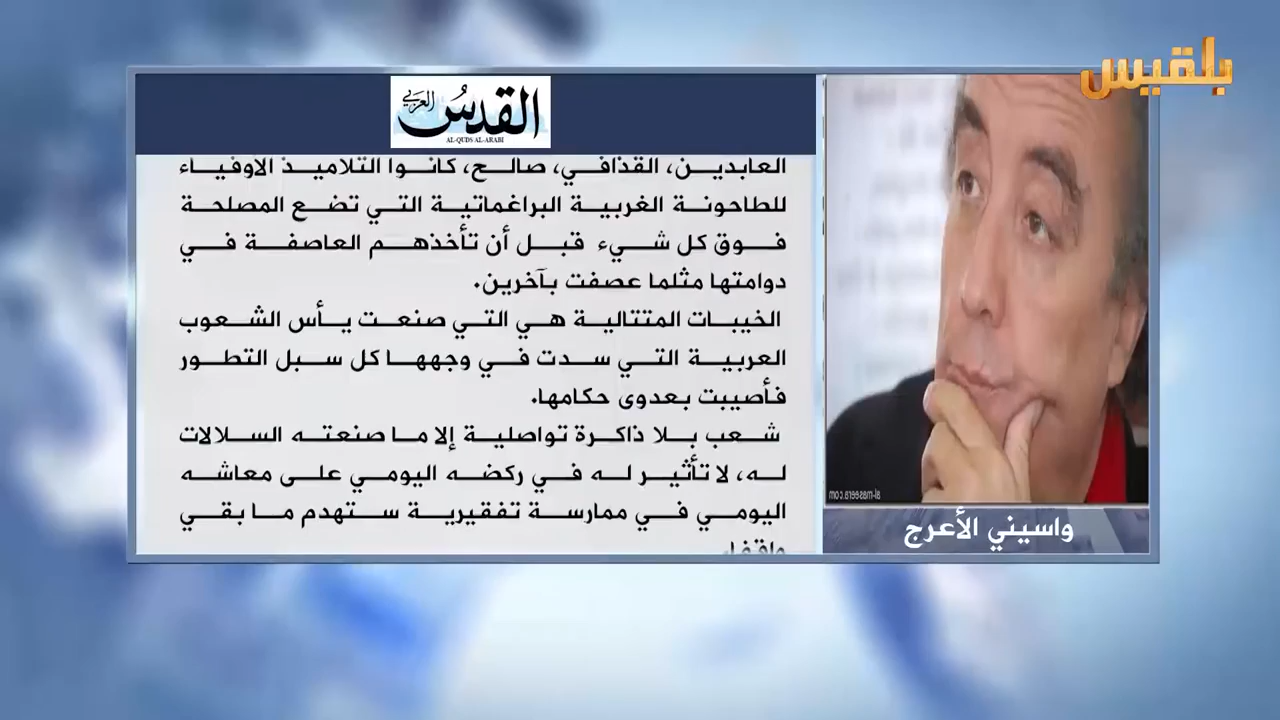 بلقيس
القدس العربي
AL-QUDS AL-ARABI
العابدين، القذافي، صالح، كانوا التلاميذ الاوفياء
للطاحونة الغربية البراغماتية التي تضع المصلحة
فوق كل شيء قبل أن تأخذهم العاصفة في
دوامتها مثلما عصفت بآخرين.
الخيبات المتتالية هي التي صنعت يأس الشعوب
العربية التي سدت في وجهها كل سبل التطور
فأصيبت بعدوى حكامها.
شعب بلا ذاكرة تواصلية إلا ما صنعته السلالات
له، لا تأثير له في ركضه اليومي على معاشه
اليومي في ممارسة تفقيرية ستهدم ما بقي
al-maseera.com
واسيني الأعرج